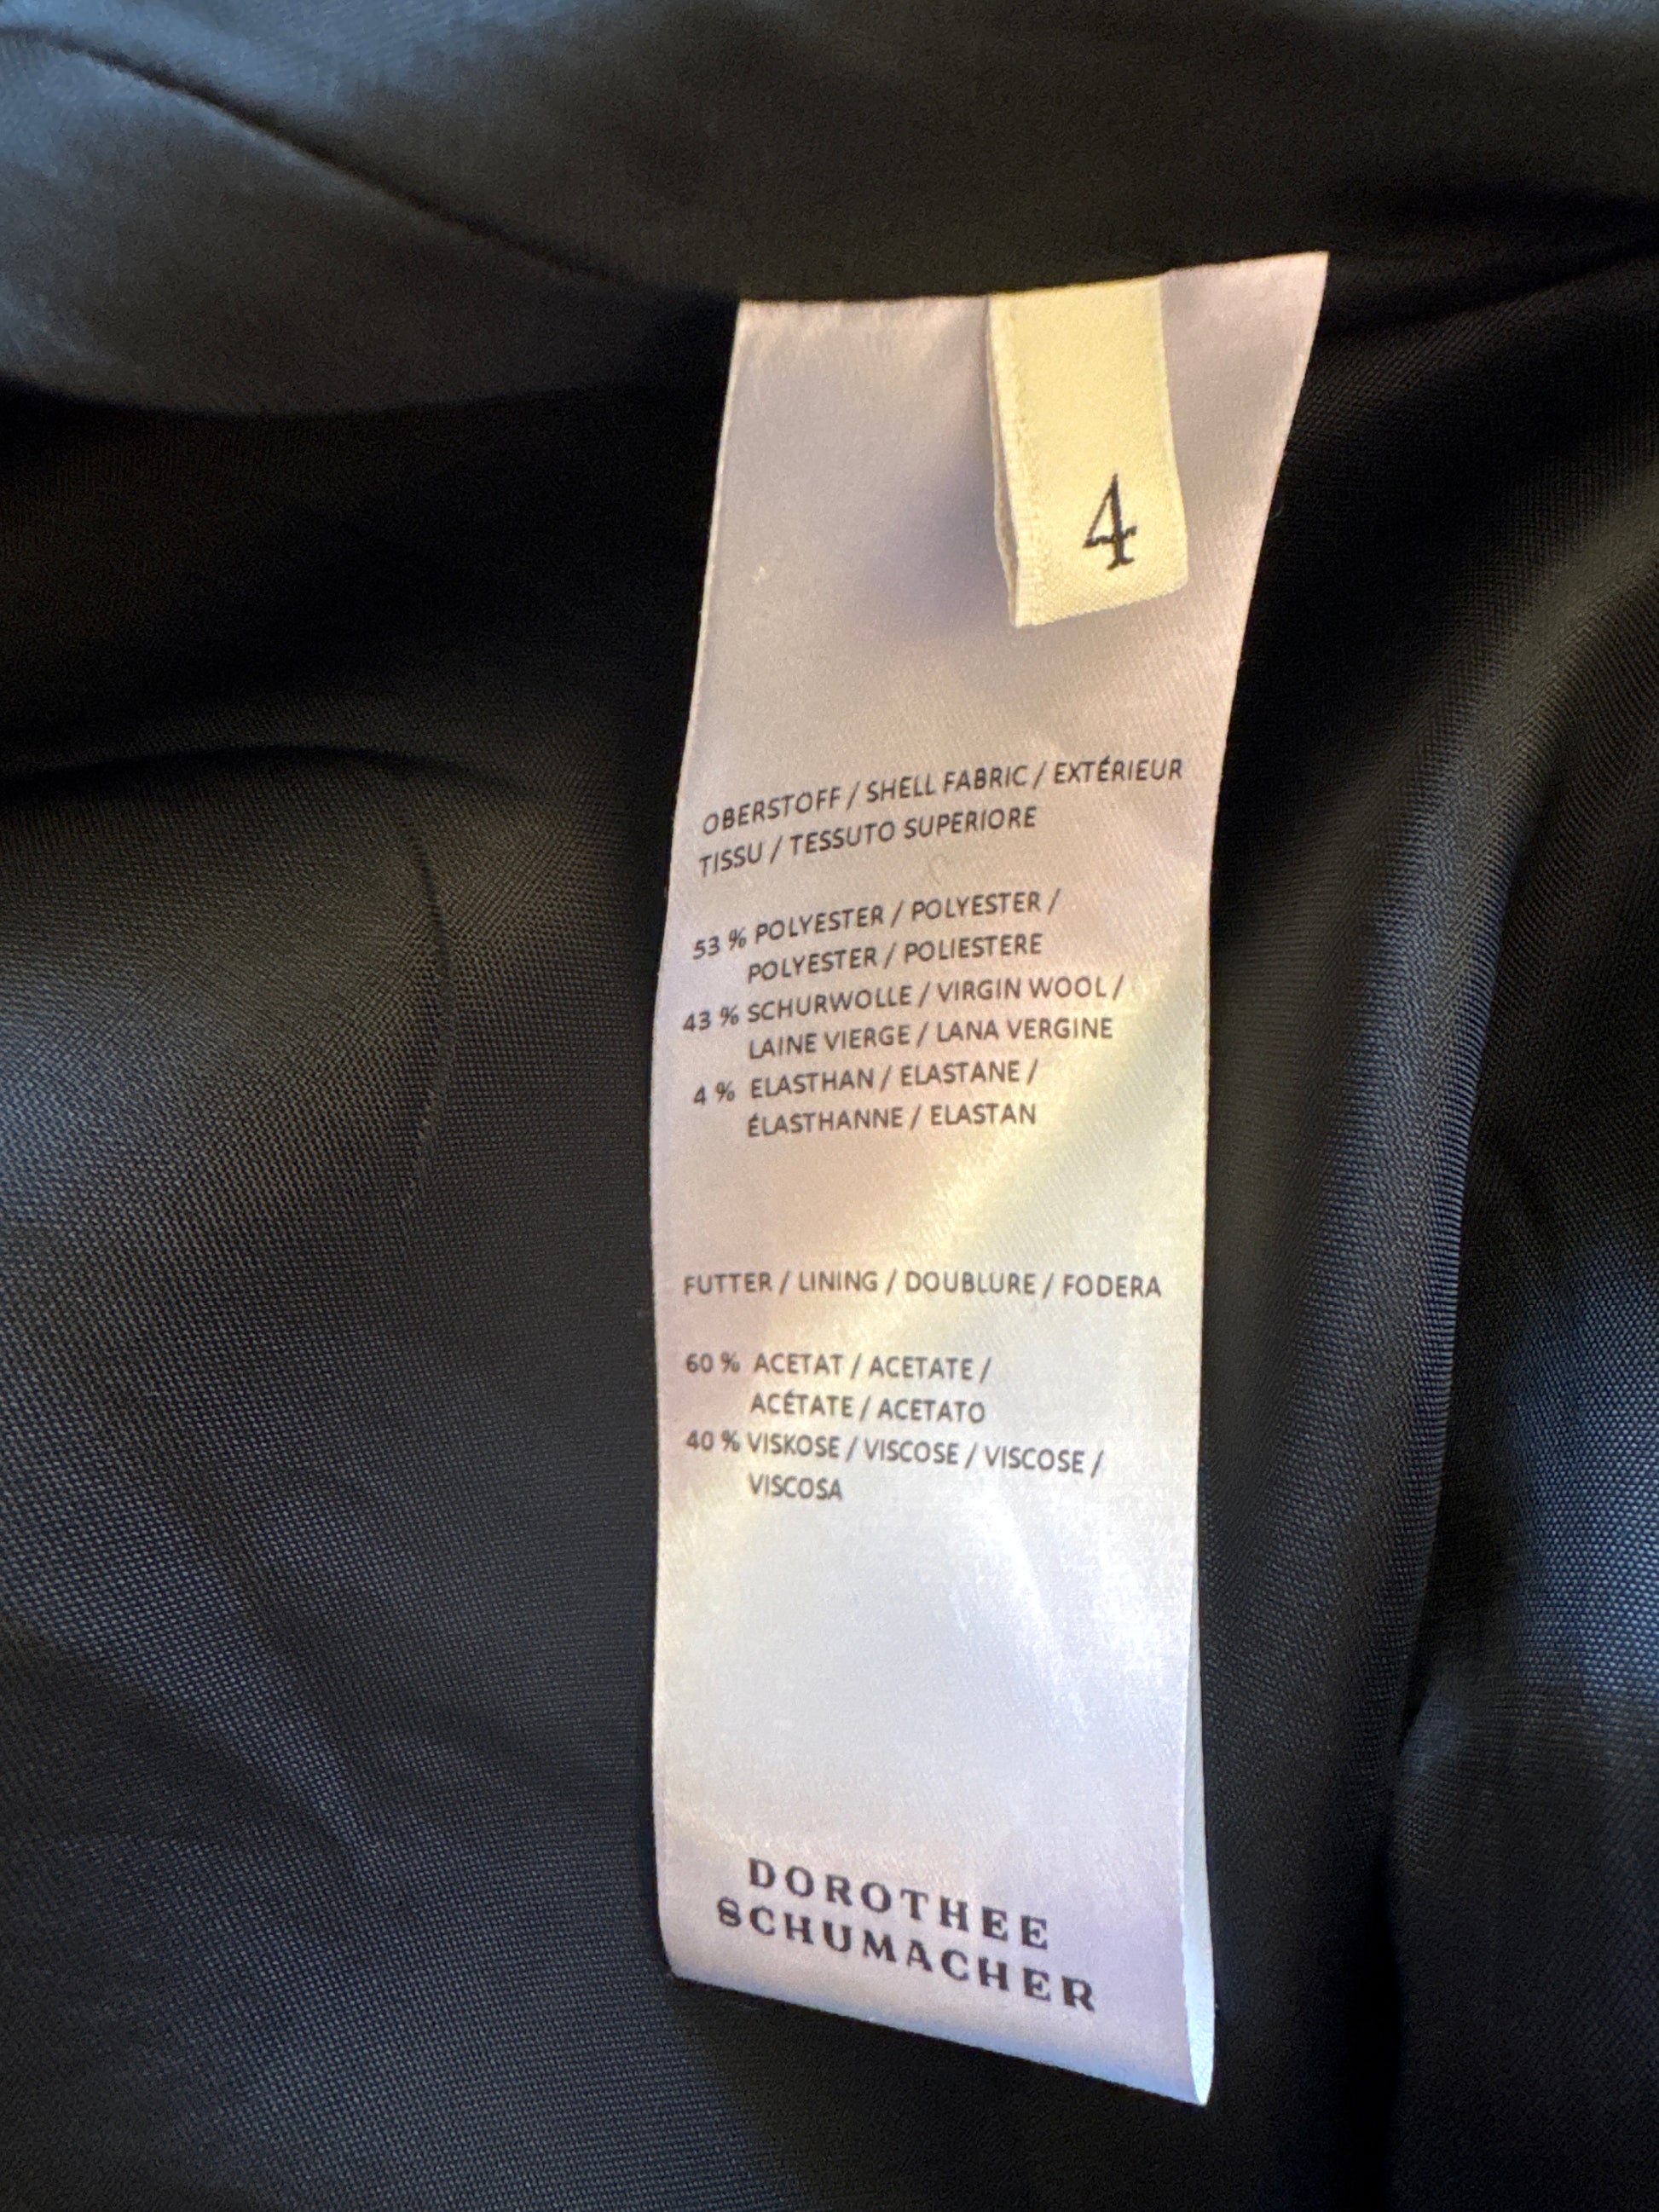 4
OBERSTOFF / SHELL FABRIC / EXTÉRIEUR
TISSU / TESSUTO SUPERIORE
53 % POLYESTER / POLYESTER /
POLYESTER / POLIESTERE
43 % SCHURWOLLE / VIRGIN WOOL /
LAINE VIERGE / LANA VERGINE
4 % ELASTHAN / ELASTANE /
ÉLASTHANNE / ELASTAN
FUTTER / LINING / DOUBLURE / FODERA
60 % ACETAT / ACETATE /
ACÉTATE / ACETATO
40 % VISKOSE / VISCOSE / VISCOSE /
VISCOSA
DOROTHEE
SCHUMACHER